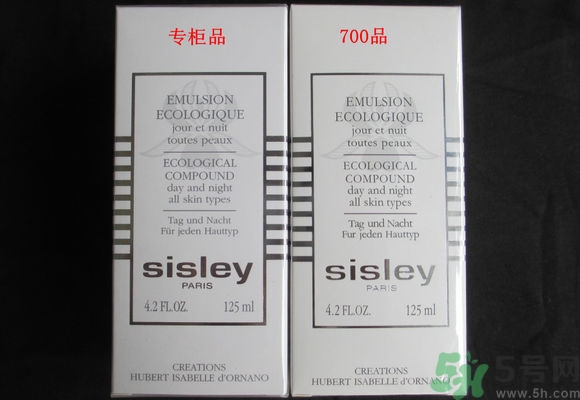 专柜品
EMULSION
ECOLOGIQUE
jour et nuit
toutes peaux
ECOLOGICAL
COMPOUND
day and night
all skin types
Tag und Nacht
Für jeden Hauttyp
sisley
PARIS
4.2 FL.OZ. 125 ml
CREATIONS
HUBERT ISABELLE d'ORNANO
700品
EMULSION
ECOLOGIQUE
jour et nuit
toutes peaux
ECOLOGICAL
COMPOUND
day and night
all skin types
Tag und Nacht
Fur jeden Hauttyp
sisley
PARIS
4.2 FL.OZ. 125 ml
CREATIONS
HUBERT ISABELLE d'ORNANO
5号网
www.5h.com